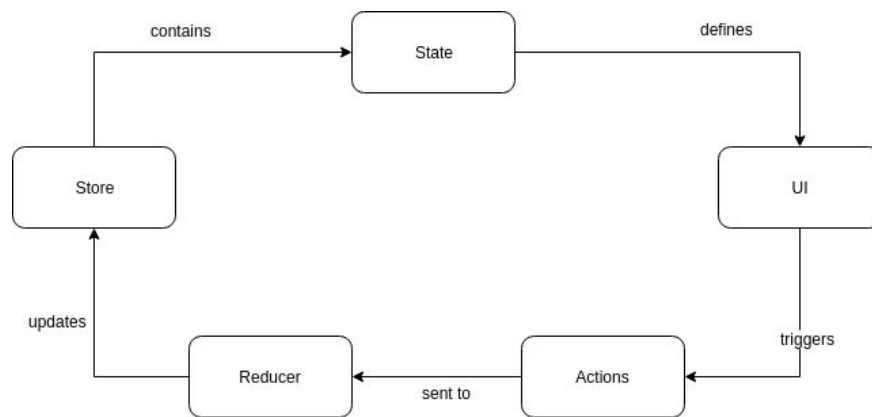 contains
State
defines
Store
UI
updates
triggers
Reducer
sent to
Actions